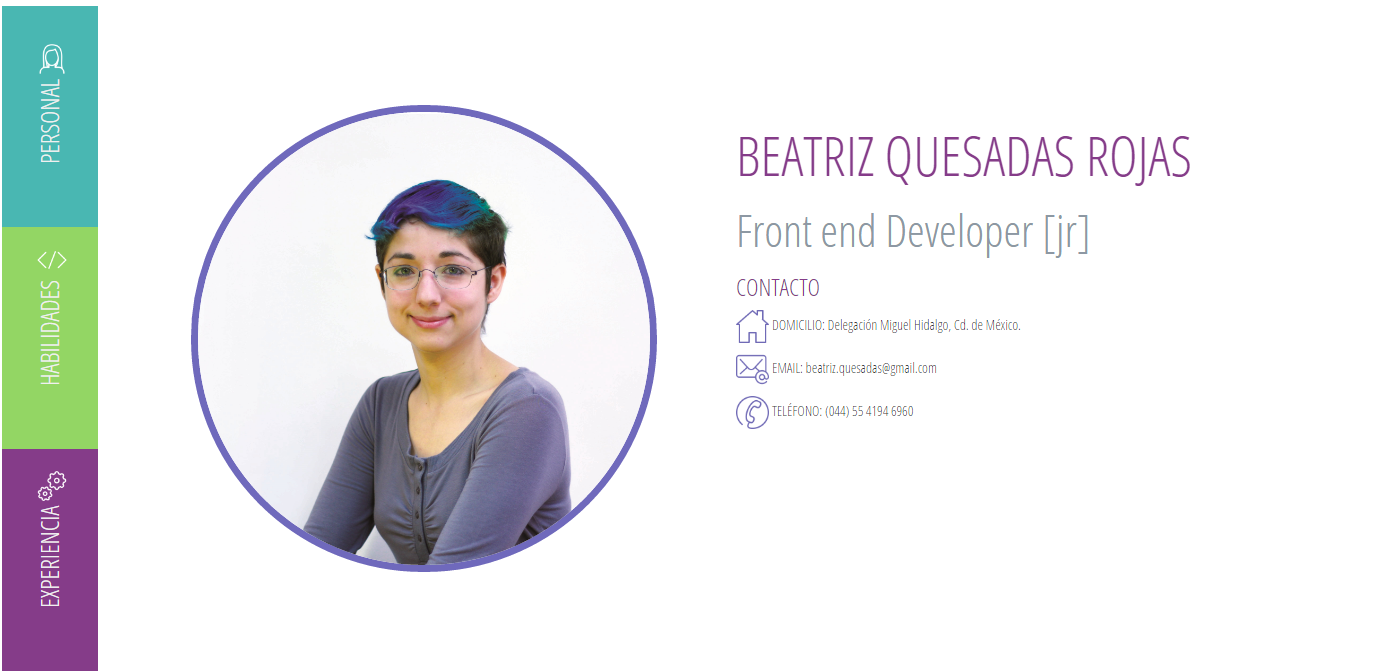 PERSONAL
HABILIDADES
EXPERIENCIA
BEATRIZ QUESADAS ROJAS
Front end Developer [jr]
CONTACTO
DOMICILIO: Delegación Miguel Hidalgo, Cd. de México.
EMAIL: beatriz.quesadas@gmail.com
TELÉFONO: (044) 55 4194 6960